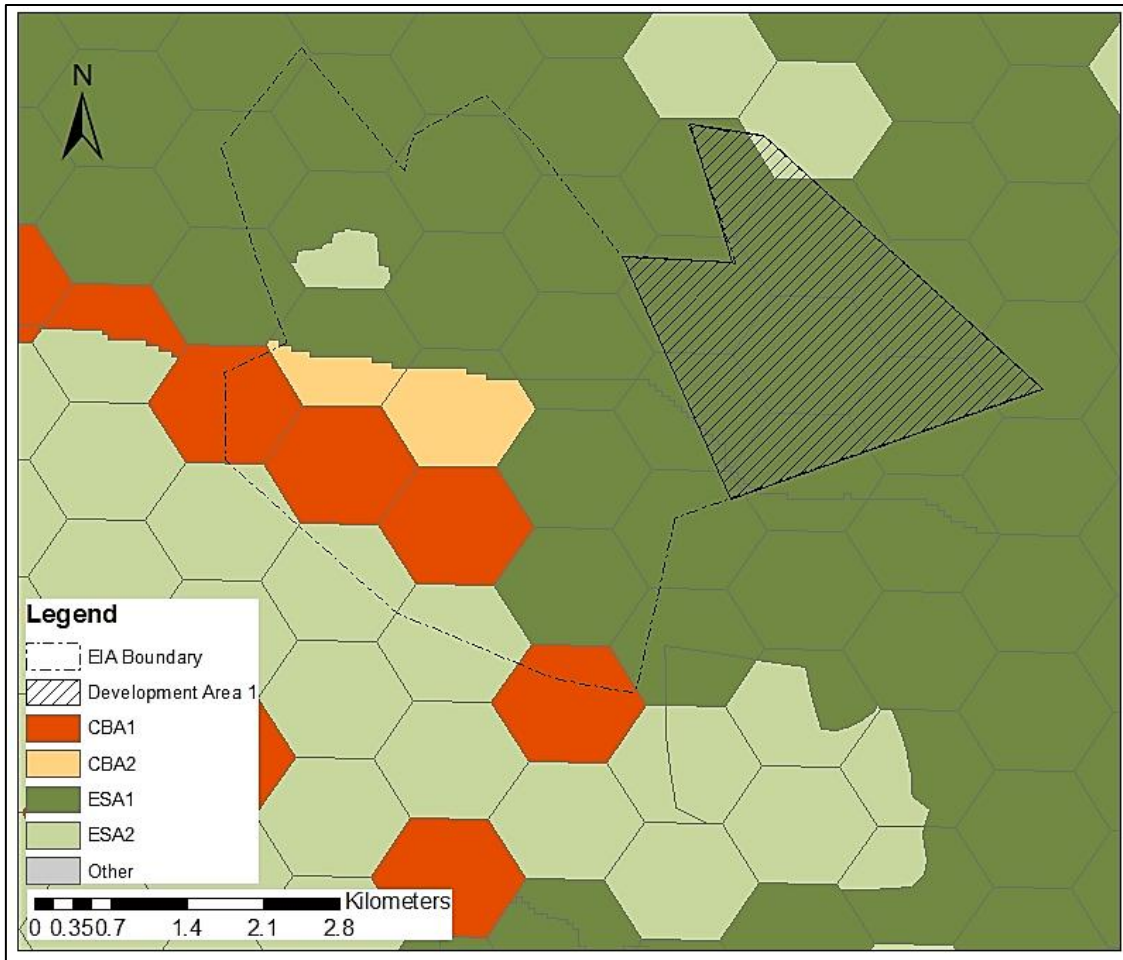 N
Legend
EIA Boundary
Development Area 1
CBA1
CBA2
ESA1
ESA2
Other
Kilometers
0 0.350.7 1.4 2.1 2.8